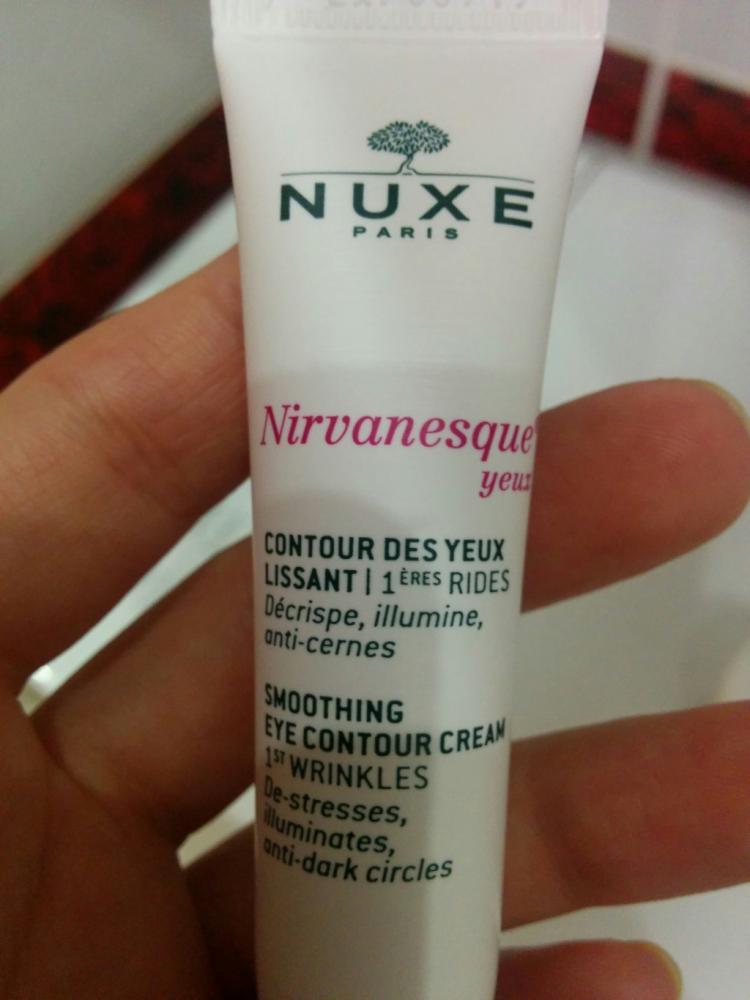 NUXE
PARIS
Nirvanesque
yeux
CONTOUR DES YEUX
LISSANT | 1ÈRES RIDES
Décrispe, illumine,
anti-cernes
SMOOTHING
EYE CONTOUR CREAM
1ST WRINKLES
De-stresses,
illuminates,
anti-dark circles